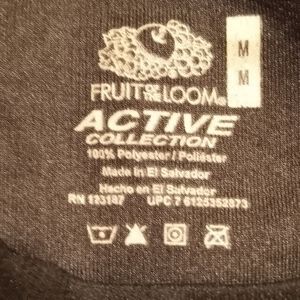 M
M
FRUIT OF THE LOOM®
ACTIVE
COLLECTION
100% Polyester / Poliéster
Made in El Salvador
Hecho en El Salvador
RN 123187 UPC 7 6125352873